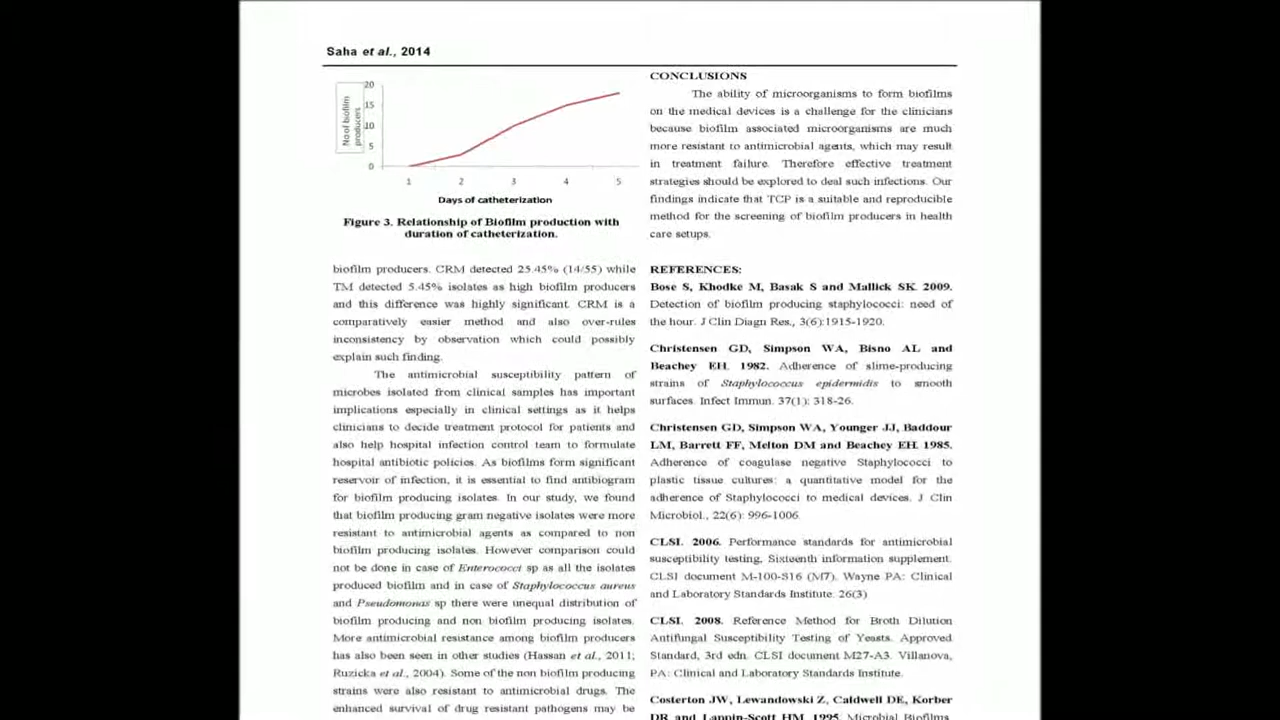 Saha et al., 2014
No of biofilm
producers
20
15
10
5
0
1 2 3 4 5
Days of catheterization
Figure 3. Relationship of Biofilm production with
duration of catheterization.
biofilm producers. CRM detected 25.45% (14/55) while
TM detected 5.45% isolates as high biofilm producers
and this difference was highly significant. CRM is a
comparatively easier method and also over-rules
inconsistency by observation which could possibly
explain such finding.
The antimicrobial susceptibility pattern of
microbes isolated from clinical samples has important
implications especially in clinical settings as it helps
clinicians to decide treatment protocol for patients and
also help hospital infection control team to formulate
hospital antibiotic policies. As biofilms form significant
reservoir of infection, it is essential to find antibiogram
for biofilm producing isolates. In our study, we found
that biofilm producing gram negative isolates were more
resistant to antimicrobial agents as compared to non
biofilm producing isolates. However comparison could
not be done in case of Enterococci sp as all the isolates
produced biofilm and in case of Staphylococcus aureus
and Pseudomonas sp there were unequal distribution of
biofilm producing and non biofilm producing isolates.
More antimicrobial resistance among biofilm producers
has also been seen in other studies (Hassan et al., 2011;
Ruzicka et al., 2004). Some of the non biofilm producing
strains were also resistant to antimicrobial drugs. The
enhanced survival of drug resistant pathogens may be
CONCLUSIONS
The ability of microorganisms to form biofilms
on the medical devices is a challenge for the clinicians
because biofilm associated microorganisms are much
more resistant to antimicrobial agents, which may result
in treatment failure. Therefore effective treatment
strategies should be explored to deal such infections. Our
findings indicate that TCP is a suitable and reproducible
method for the screening of biofilm producers in health
care setups.
REFERENCES:
Bose S, Khodke M, Basak S and Mallick SK. 2009.
Detection of biofilm producing staphylococci: need of
the hour. J Clin Diagn Res., 3(6):1915-1920.
Christensen GD, Simpson WA, Bisno AL and
Beachey EH. 1982. Adherence of slime-producing
strains of Staphylococcus epidermidis to smooth
surfaces. Infect Immun. 37(1): 318-26.
Christensen GD, Simpson WA, Younger JJ, Baddour
LM, Barrett FF, Melton DM and Beachey EH. 1985.
Adherence of coagulase negative Staphylococci to
plastic tissue cultures: a quantitative model for the
adherence of Staphylococci to medical devices. J Clin
Microbiol., 22(6): 996-1006.
CLSI. 2006. Performance standards for antimicrobial
susceptibility testing, Sixteenth information supplement.
CLSI document M-100-S16 (M7). Wayne PA: Clinical
and Laboratory Standards Institute. 26(3)
CLSI. 2008. Reference Method for Broth Dilution
Antifungal Susceptibility Testing of Yeasts. Approved
Standard, 3rd edn. CLSI document M27-A3. Villanova,
PA: Clinical and Laboratory Standards Institute.
Costerton JW, Lewandowski Z, Caldwell DE, Korber
DR and Lappin-Scott HM. 1995. Microbial Biofilms.